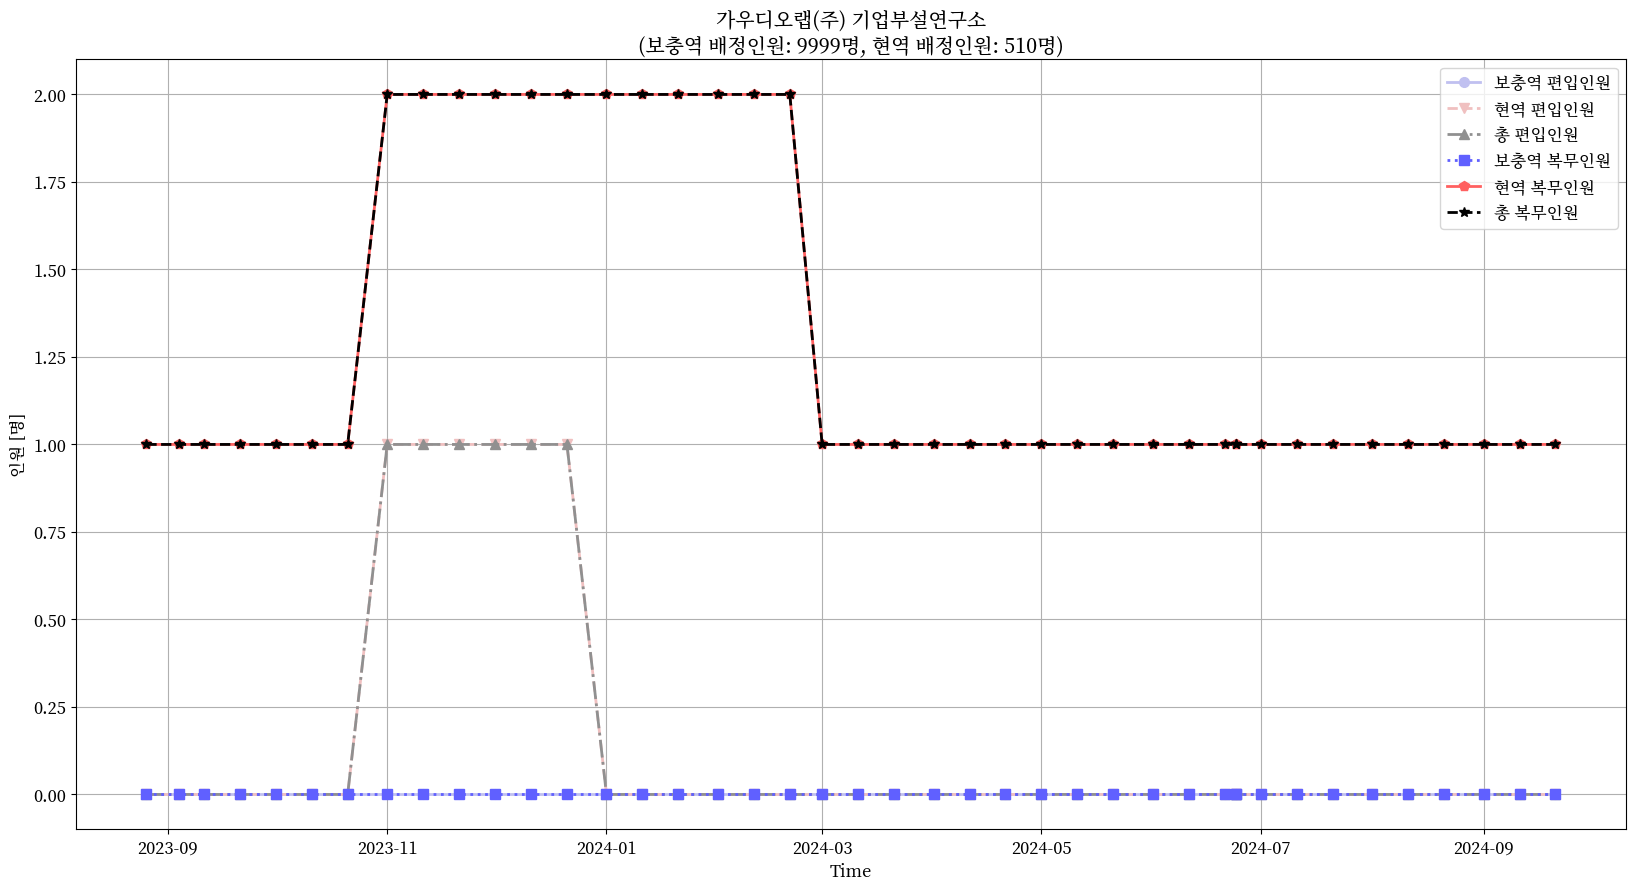 가우디오랩(주) 기업부설연구소
(보충역 배정인원: 9999명, 현역 배정인원: 510명)
보충역 편입인원
현역 편입인원
총 편입인원
보충역 복무인원
현역 복무인원
총 복무인원
2.00
1.75
1.50
1.25
1.00
0.75
0.50
0.25
0.00
인원 [명]
2023-09
2023-11
2024-01
2024-03
2024-05
2024-07
2024-09
Time